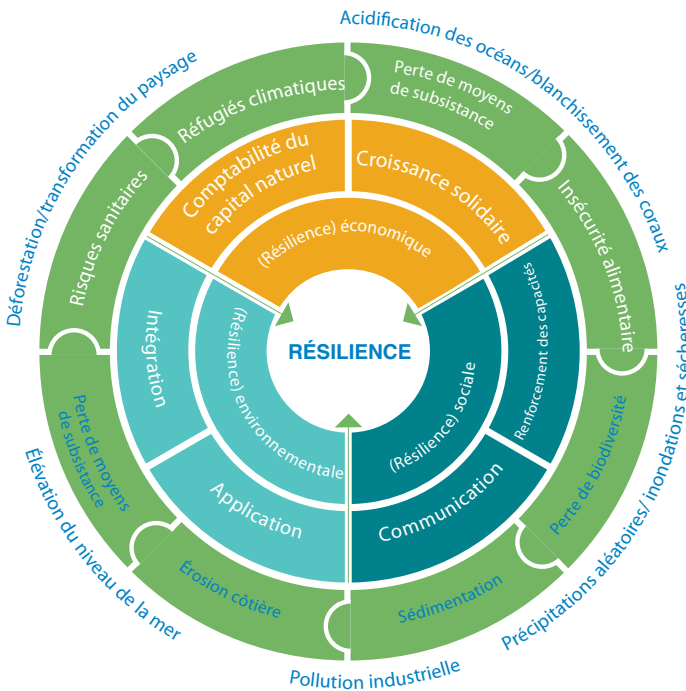 Acidification des océans/blanchissement des coraux
Déforestation/transformation du paysage
Précipitations aléatoires/ inondations et sécheresses
Élévation du niveau de la mer
Pollution industrielle
Réfugiés climatiques
Perte de moyens
de subsistance
Risques sanitaires
Insécurité alimentaire
Perte de moyens
de subsistance
Perte de biodiversité
Érosion côtière
Sédimentation
Comptabilité du
capital naturel
Croissance solidaire
Intégration
Renforcement des capacités
Application
Communication
(Résilience) économique
(Résilience) environnementale
(Résilience) sociale
RÉSILIENCE